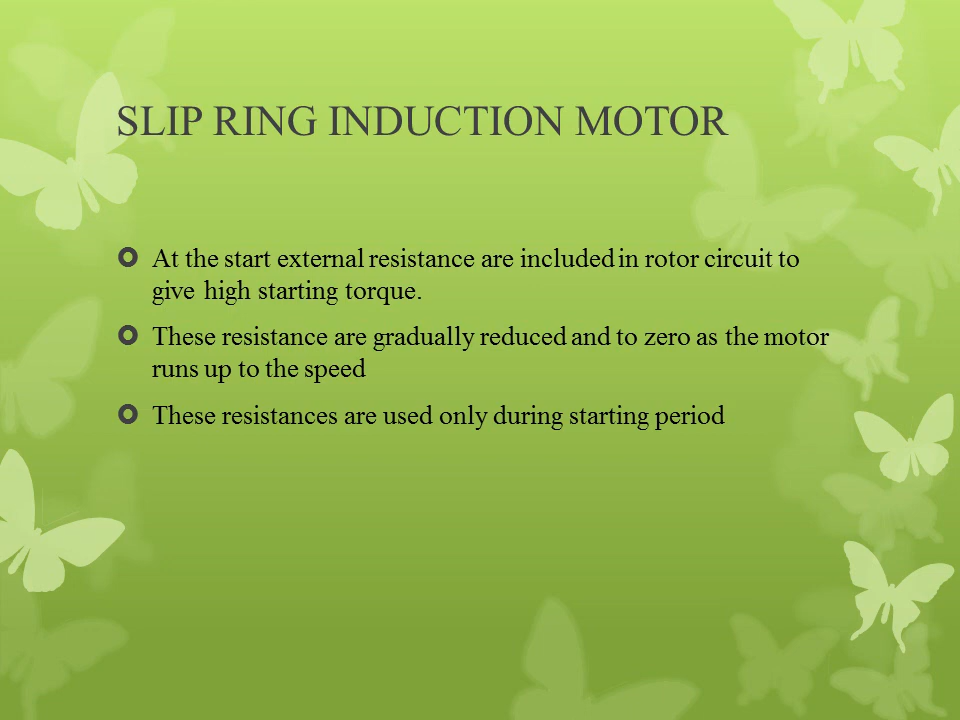 SLIP RING INDUCTION MOTOR
At the start external resistance are included in rotor circuit to
give high starting torque.
These resistance are gradually reduced and to zero as the motor
runs up to the speed
These resistances are used only during starting period